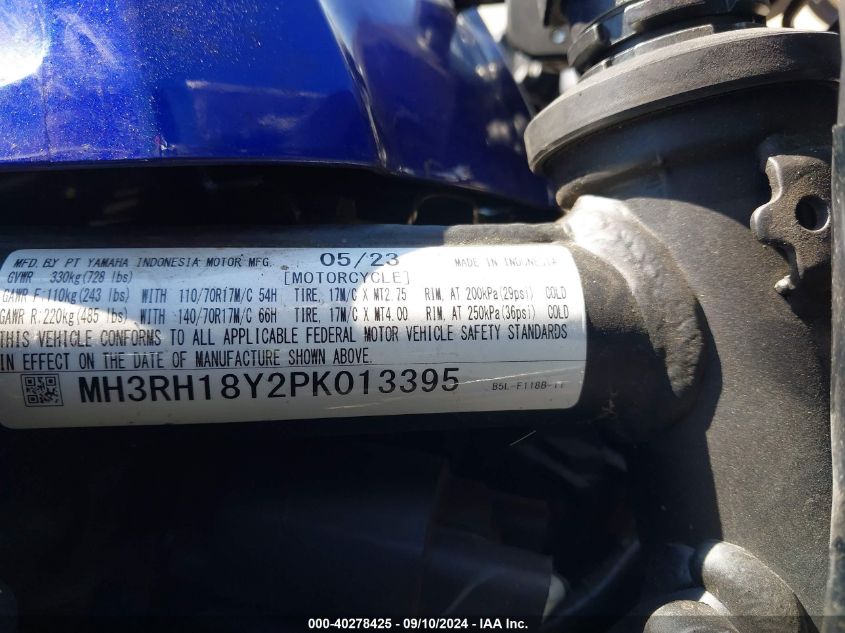 MFD. BY PT YAMAHA INDONESIA MOTOR MFG. 05/23 MADE IN INDONESIA
GVWR 330kg(728 lbs) [MOTORCYCLE]
GAWR F:110kg(243 lbs) WITH 110/70R17M/C 54H TIRE, 17M/C X MT2.75 RIM, AT 200kPa(29psi) COLD
GAWR R:220kg(485 lbs) WITH 140/70R17M/C 66H TIRE, 17M/C X MT4.00 RIM, AT 250kPa(36psi) COLD
THIS VEHICLE CONFORMS TO ALL APPLICABLE FEDERAL MOTOR VEHICLE SAFETY STANDARDS
IN EFFECT ON THE DATE OF MANUFACTURE SHOWN ABOVE.
MH3RH18Y2PK013395 B5L-F118B-11
000-40278425 - 09/10/2024 - IAA Inc.